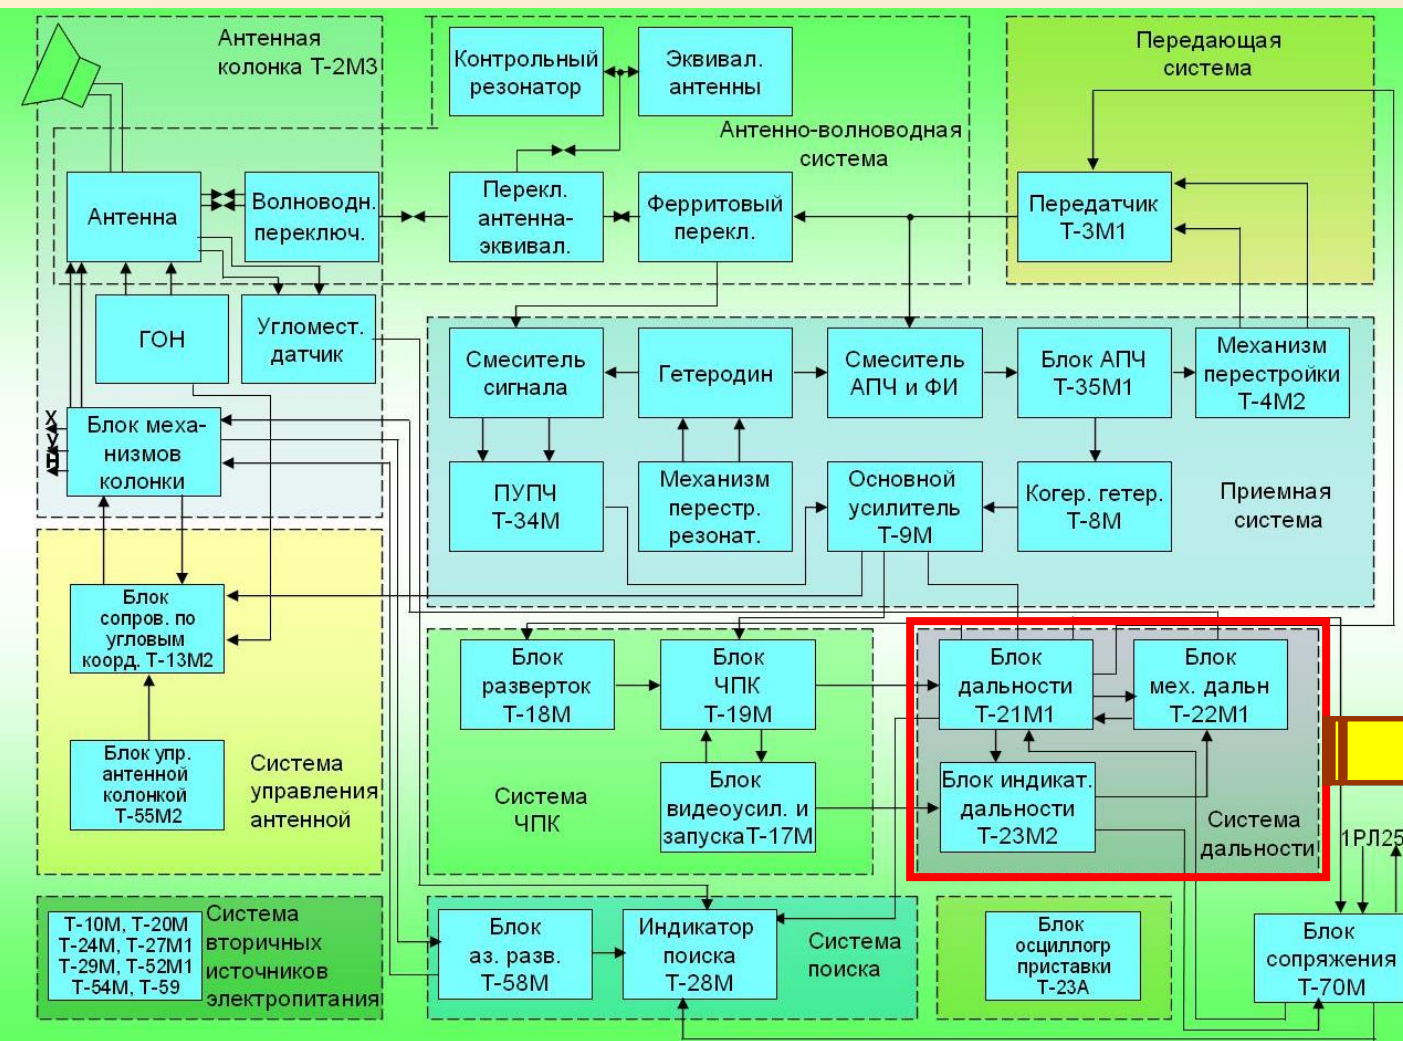 Антенная
колонка Т-2М3
Контрольный
резонатор
Эквивал.
антенны
Передающая
система
Антенно-волноводная
система
Антенна
Волноводн.
переключ.
Перекл.
антенна-
эквивал.
Ферритовый
перекл.
Передатчик
Т-3М1
ГОН
Угломест.
датчик
Смеситель
сигнала
Гетеродин
Смеситель
АПЧ и ФИ
Блок АПЧ
Т-35М1
Механизм
перестройки
Т-4М2
Х
У
Н
Блок меха-
низмов
колонки
ПУПЧ
Т-34М
Механизм
перестр.
резонат.
Основной
усилитель
Т-9М
Когер. гетер.
Т-8М
Приемная
система
Блок
сопров. по
угловым
коорд. Т-13М2
Блок упр.
антенной
колонкой
Т-55М2
Система
управления
антенной
Блок
разверток
Т-18М
Блок
ЧПК
Т-19М
Блок
видеоусил. и
запускаТ-17М
Система
ЧПК
Блок
дальности
Т-21М1
Блок
мех. дальн
Т-22М1
Блок индикат.
дальности
Т-23М2
Система
дальности
1РЛ25
Т-10М, Т-20М
Т-24М, Т-27М1
Т-29М, Т-52М1
Т-54М, Т-59
Система
вторичных
источников
электропитания
Блок
аз. разв.
Т-58М
Индикатор
поиска
Т-28М
Система
поиска
Блок
осциллогр
приставки
Т-23А
Блок
сопряжения
Т-70М